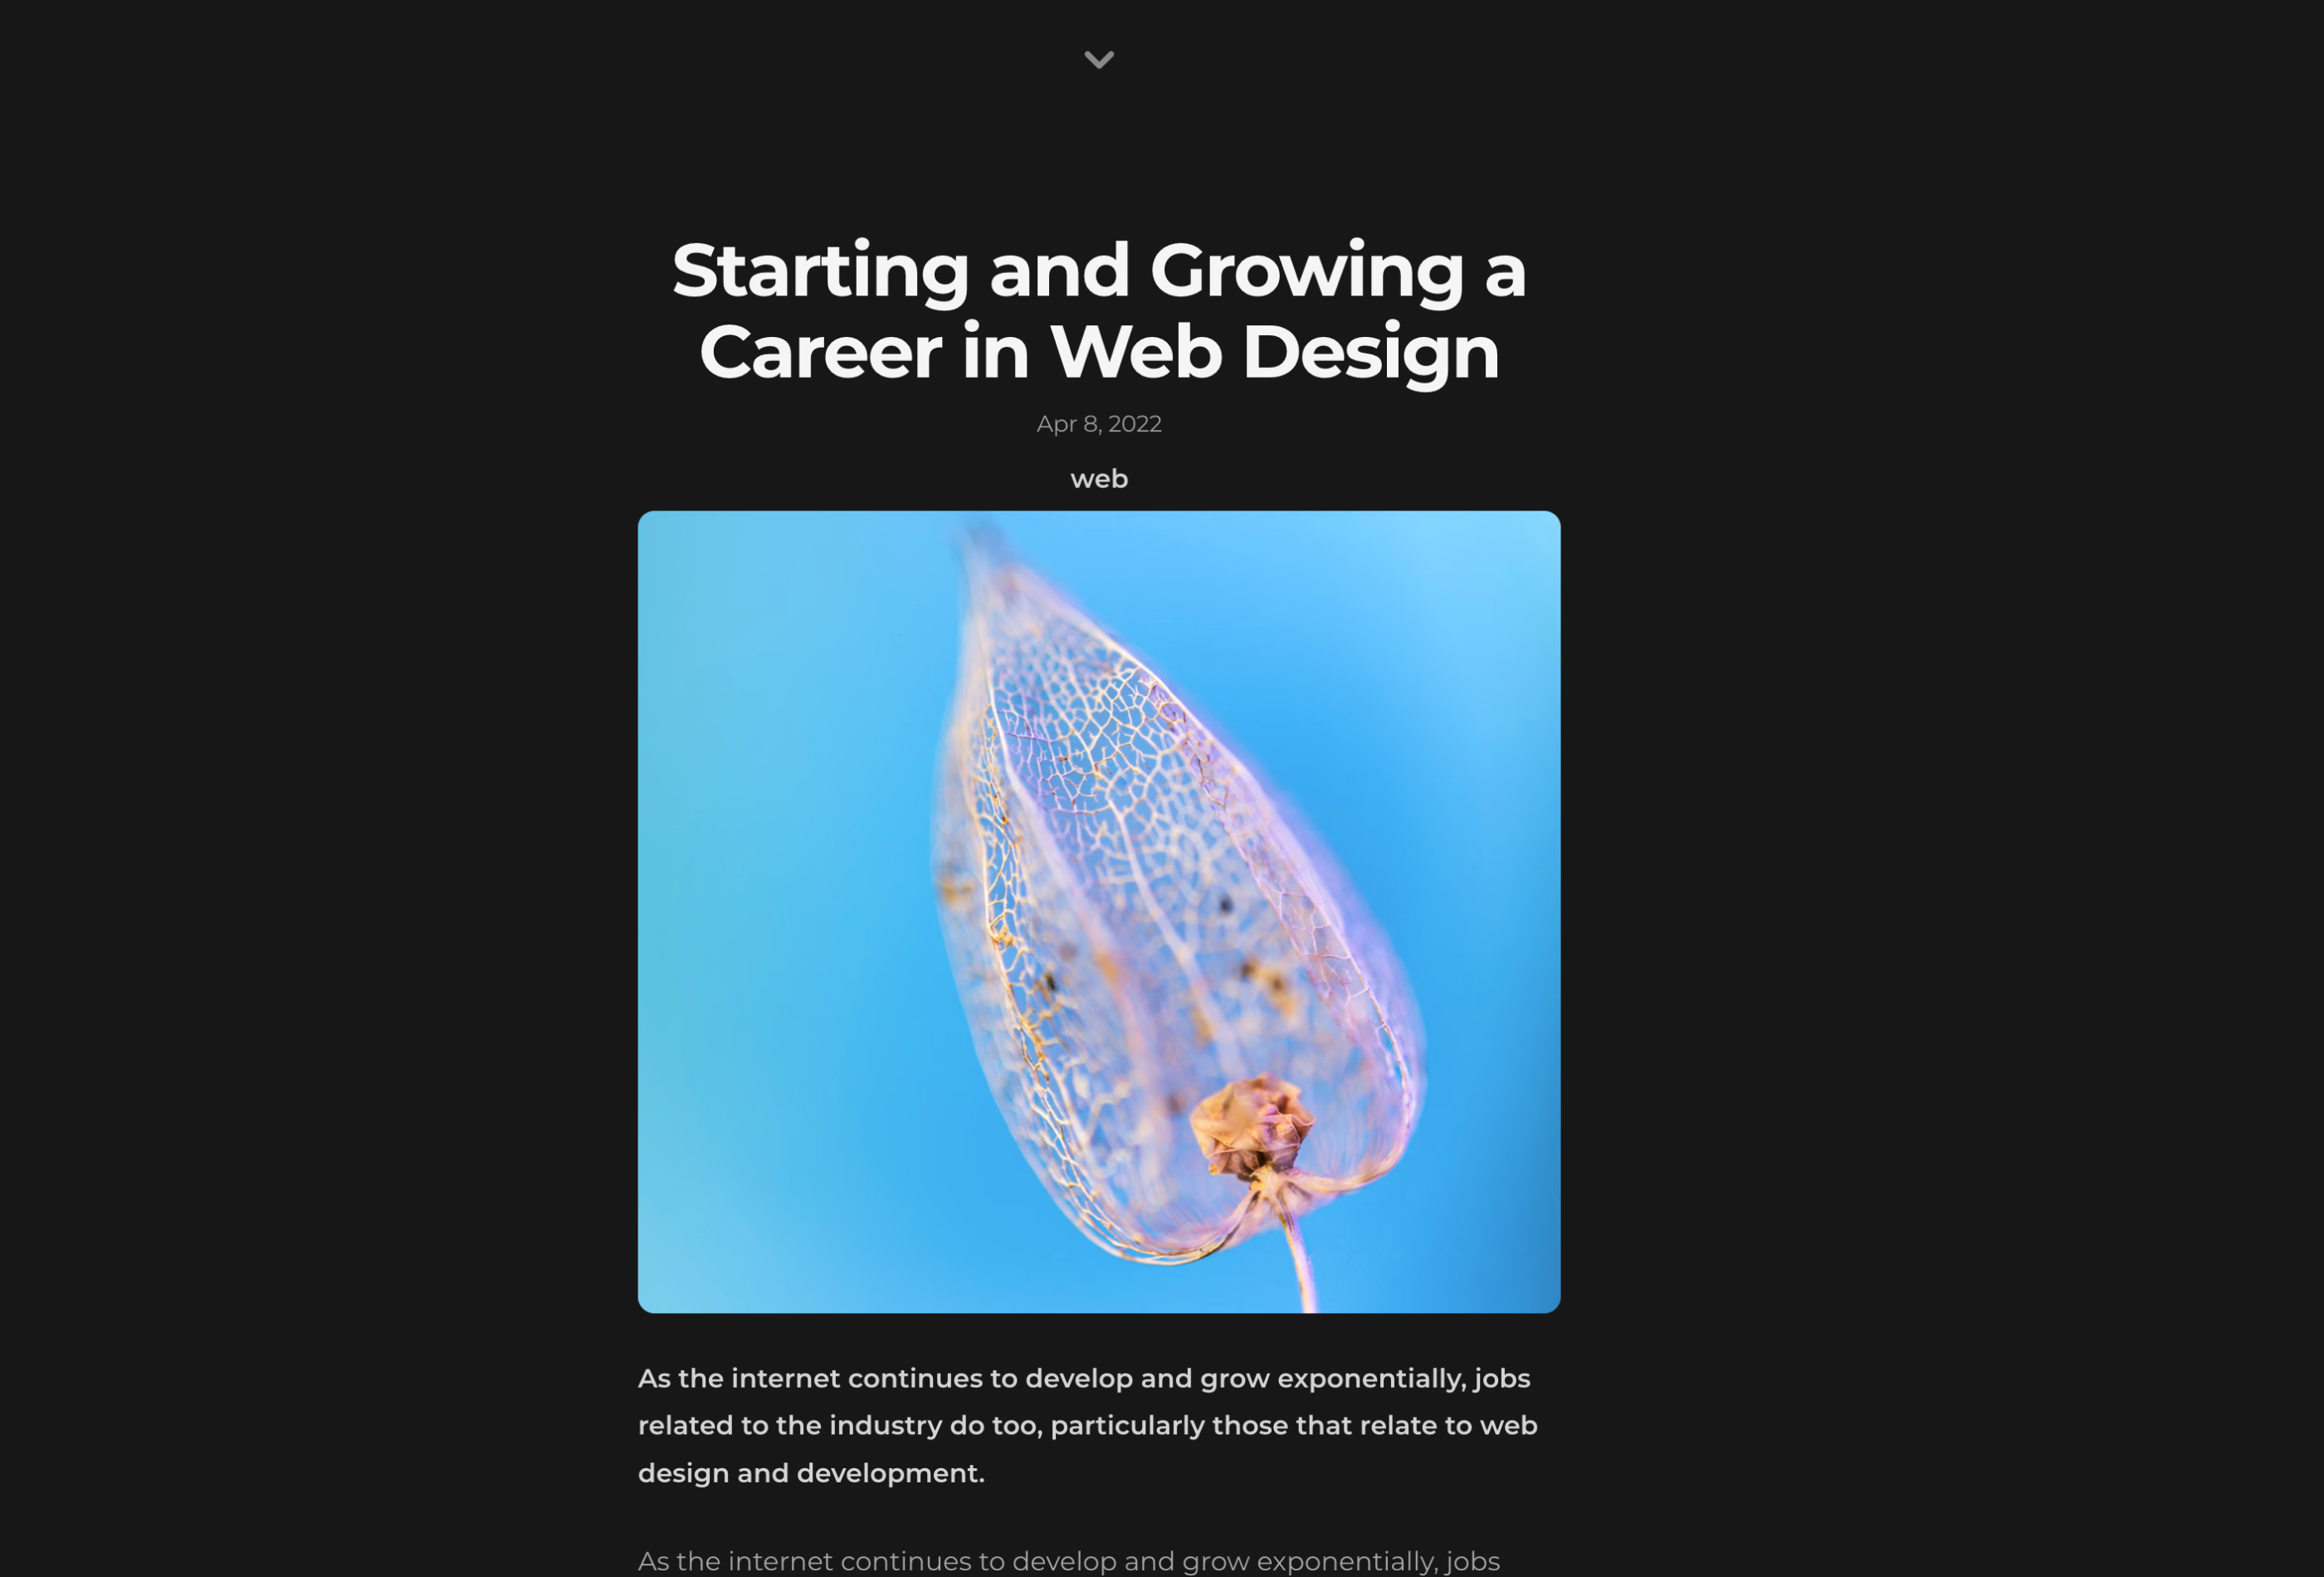 Starting and Growing a
Career in Web Design
Apr 8, 2022
web
As the internet continues to develop and grow exponentially, jobs
related to the industry do too, particularly those that relate to web
design and development.
As the internet continues to develop and grow exponentially, jobs